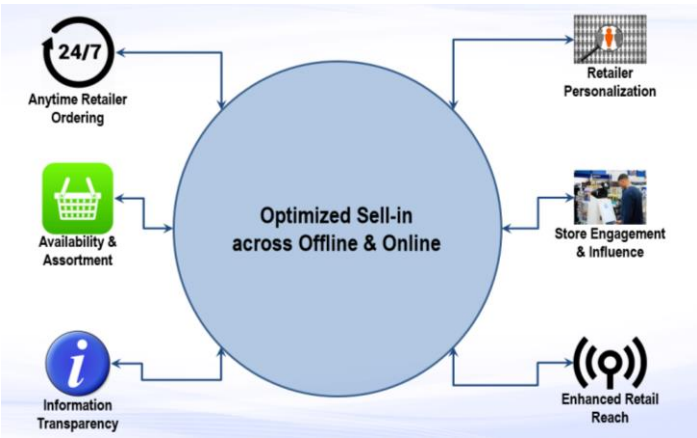 24/7
Anytime Retailer
Ordering
Availability &
Assortment
i
Information
Transparency
Optimized Sell-in
across Offline & Online
Retailer
Personalization
Store Engagement
& Influence
Enhanced Retail
Reach